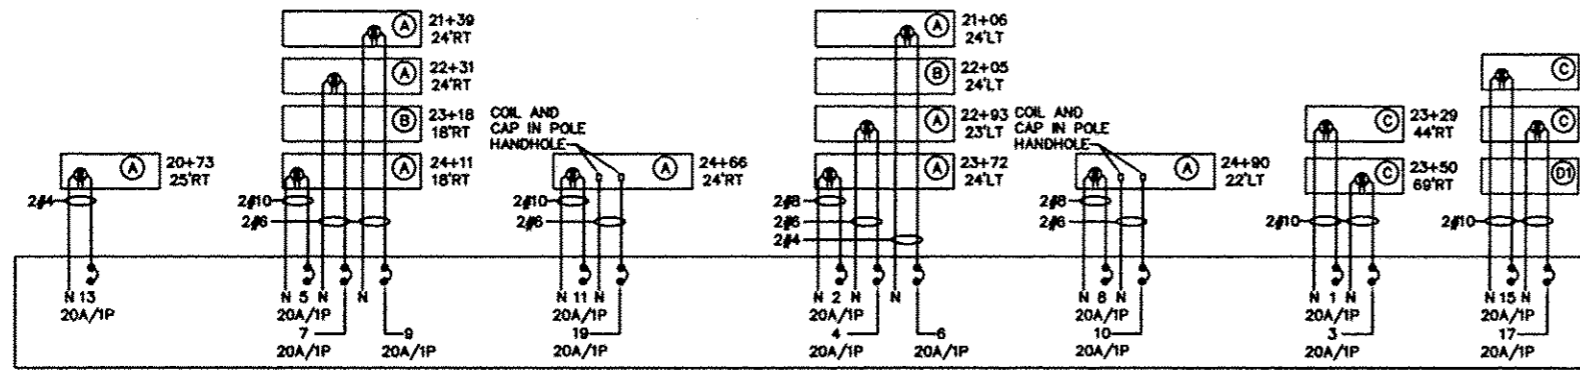 A 20+73
25'RT
2#4
N 13
20A/1P
A 21+39
24'RT
A 22+31
24'RT
B 23+18
18'RT
A 24+11
18'RT
2#10
2#6
N 5 N N
20A/1P
7 9
20A/1P 20A/1P
COIL AND
CAP IN POLE
HANDHOLE
A 24+66
24'RT
2#10
2#6
N 11 N
20A/1P
19
20A/1P
A 21+06
24'LT
B 22+05
24'LT
A 22+93
23'LT
A 23+72
24'LT
2#8
2#6
2#4
N 2 N N
20A/1P
4 6
20A/1P 20A/1P
COIL AND
CAP IN POLE
HANDHOLE
A 24+90
22'LT
2#8
2#6
N 8 N
20A/1P
10
20A/1P
C 23+29
44'RT
C 23+50
69'RT
2#10
N 1 N
20A/1P
3
20A/1P
C
C
D1
2#10
N 15 N
20A/1P
17
20A/1P